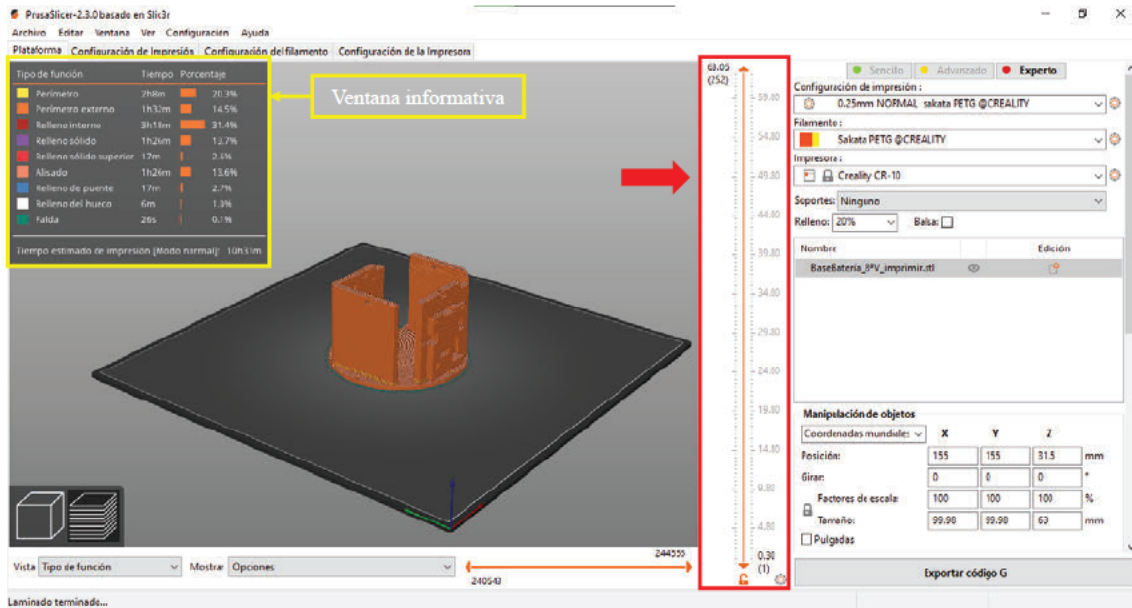 PrusaSlicer-2.3.0 basado en Slic3r
Archivo Editar Ventana Ver Configuración Ayuda
Plataforma Configuración de Impresión Configuración del filamento Configuración de la Impresora
Tipo de función Tiempo Porcentaje
Perímetro 2h8m 20.3%
Perímetro externo 1h32m 14.5%
Relleno interno 3h18m 31.4%
Relleno sólido 1h26m 13.7%
Relleno sólido superior 17m 2.6%
Alisado 1h26m 13.6%
Relleno de puente 17m 2.7%
Relleno del hueco 6m
Falda 26s 0.1%
Tiempo estimado de impresión [Modo normal]: 10h31m
Ventana informativa
63.05
(252)
59.80
54.80
49.80
44.80
39.80
34.80
29.80
24.80
19.80
14.80
9.80
4.80
0.30
(1)
Sencillo Avanzado Experto
Configuración de impresión :
0.25mm NORMAL, sakata PETG @CREALITY
Filamento :
Sakata PETG @CREALITY
Impresora :
Creality CR-10
Soportes: Ninguno
Relleno: 20% Balsa:
Nombre Edición
BaseBatería_8ªV_imprimir.stl
Manipulación de objetos
Coordenadas mundiales X Y Z
Posición: 155 155 31.5 mm
Girar: 0 0 0 °
Factores de escala: 100 100 100 %
Tamaño: 99.98 99.98 63 mm
Pulgadas
Exportar código G
Vista Tipo de función Mostrar Opciones
244555
240543
Laminado terminado...